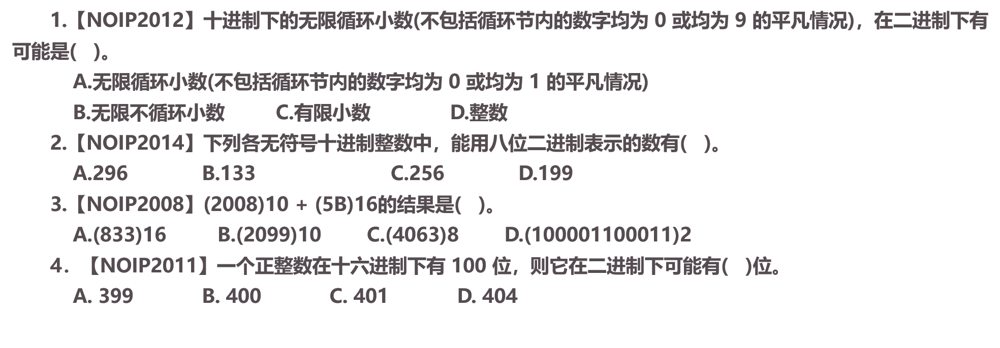 1.【NOIP2012】十进制下的无限循环小数(不包括循环节内的数字均为 0 或均为 9 的平凡情况)，在二进制下有
可能是(   )。
A.无限循环小数(不包括循环节内的数字均为 0 或均为 1 的平凡情况)
B.无限不循环小数 C.有限小数 D.整数
2.【NOIP2014】下列各无符号十进制整数中，能用八位二进制表示的数有(   )。
A.296 B.133 C.256 D.199
3.【NOIP2008】(2008)10 + (5B)16的结果是(   )。
A.(833)16 B.(2099)10 C.(4063)8 D.(100001100011)2
4. 【NOIP2011】一个正整数在十六进制下有 100 位，则它在二进制下可能有(   )位。
A. 399 B. 400 C. 401 D. 404